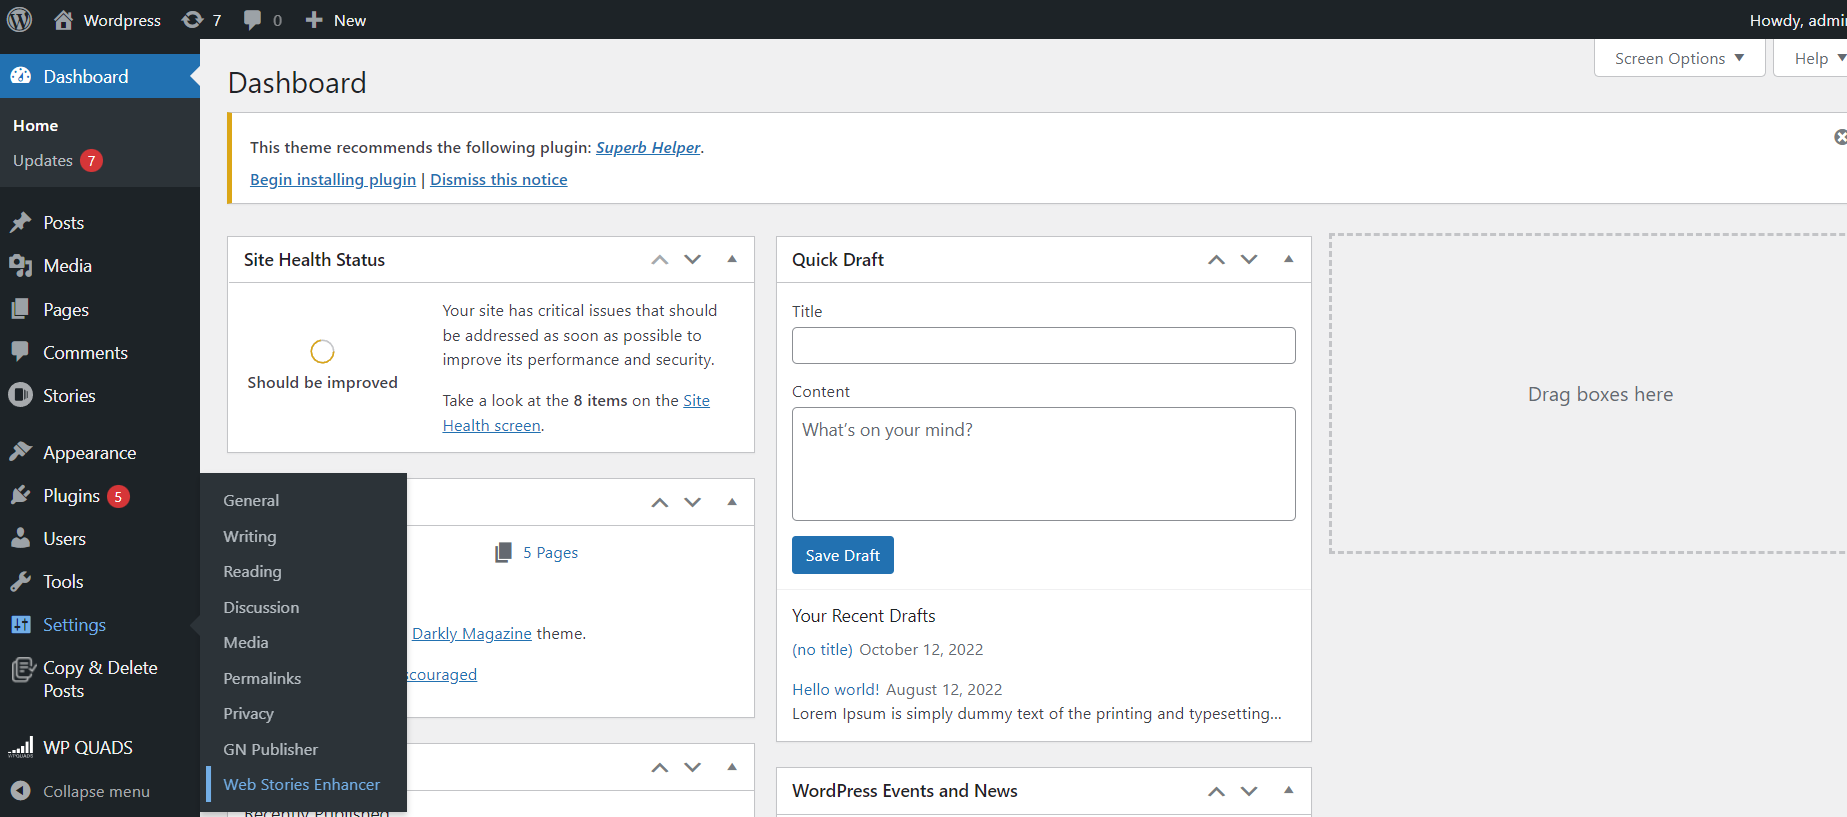 Wordpress 7 0 New
Howdy, admi
Dashboard
Home
Updates 7
Posts
Media
Pages
Comments
Stories
Appearance
Plugins 5
Users
Tools
Settings
Copy & Delete
Posts
WP QUADS
Collapse menu
General
Writing
Reading
Discussion
Media
Permalinks
Privacy
GN Publisher
Web Stories Enhancer
Screen Options
Help
Dashboard
This theme recommends the following plugin: Superb Helper.
Begin installing plugin | Dismiss this notice
Site Health Status
Should be improved
Your site has critical issues that should
be addressed as soon as possible to
improve its performance and security.
Take a look at the 8 items on the Site
Health screen.
5 Pages
Darkly Magazine theme.
scouraged
Recently Published
Quick Draft
Title
Content
What's on your mind?
Save Draft
Your Recent Drafts
(no title) October 12, 2022
Hello world! August 12, 2022
Lorem Ipsum is simply dummy text of the printing and typesetting…
WordPress Events and News
Drag boxes here